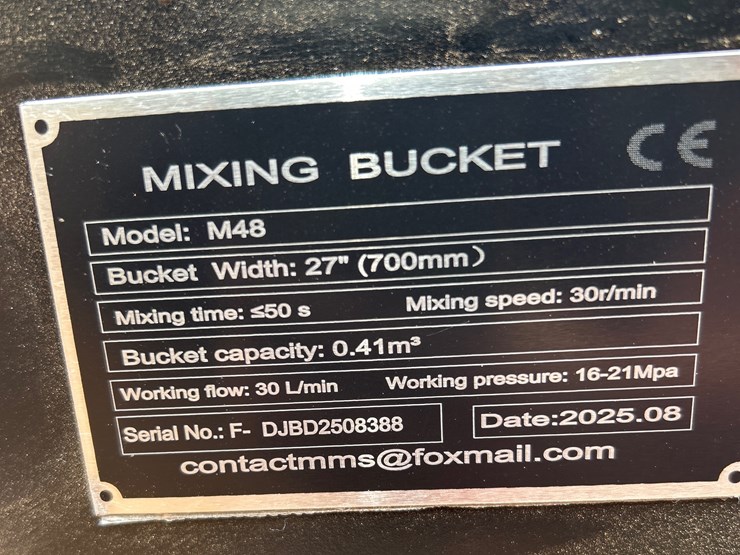 MIXING BUCKET CE
Model: M48
Bucket Width: 27" (700mm）
Mixing time: ≤50 s Mixing speed: 30r/min
Bucket capacity: 0.41m³
Working flow: 30 L/min Working pressure: 16-21Mpa
Serial No.: F- DJBD2508388 Date:2025.08
contactmms@foxmail.com